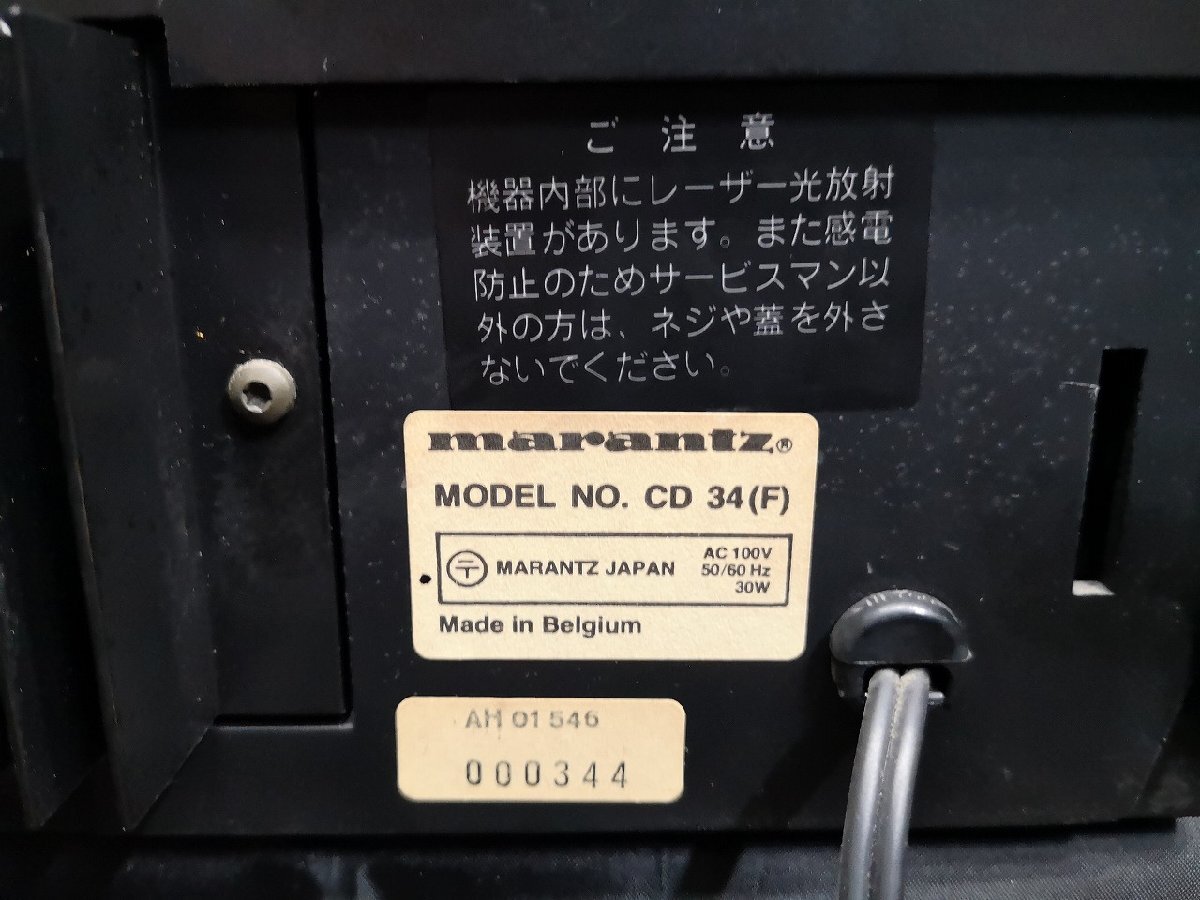 ご注意
機器内部にレーザー光放射
装置があります。また感電
防止のためサービスマン以
外の方は、ネジや蓋を外さ
ないでください。
marantz®
MODEL NO. CD 34(F)
〒 MARANTZ JAPAN
AC 100V
50/60 Hz
30W
Made in Belgium
AH 01 546
000344